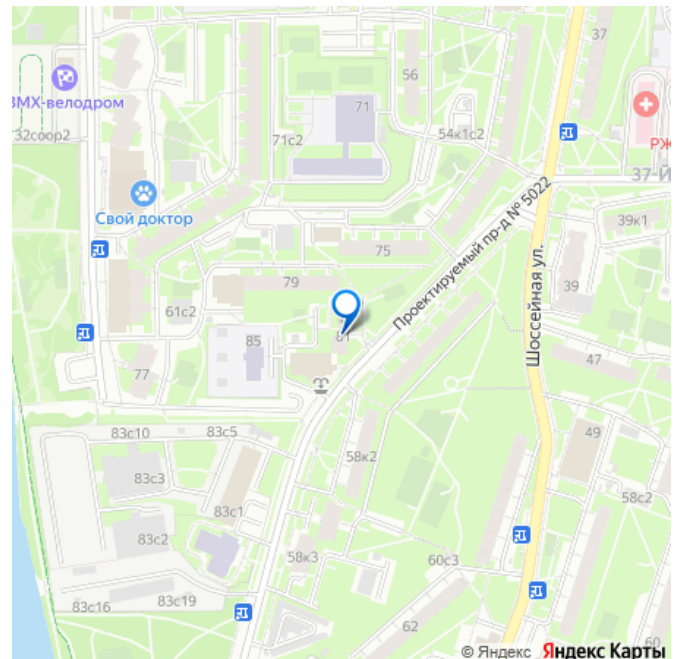 37
56
ВМХ-велодром
71
32соор2
71с2
54к1с2
РЖ
37-Й
Свой доктор
Проектируемый пр-д № 5022
39к1
75
Шоссейная ул.
79
39
61с2
81
85
47
77
83с10
83с5
49
58к2
83с3
58с2
83с1
83с2
58к3
60с3
83с16
83с19
62
60
© Яндекс Яндекс Карты